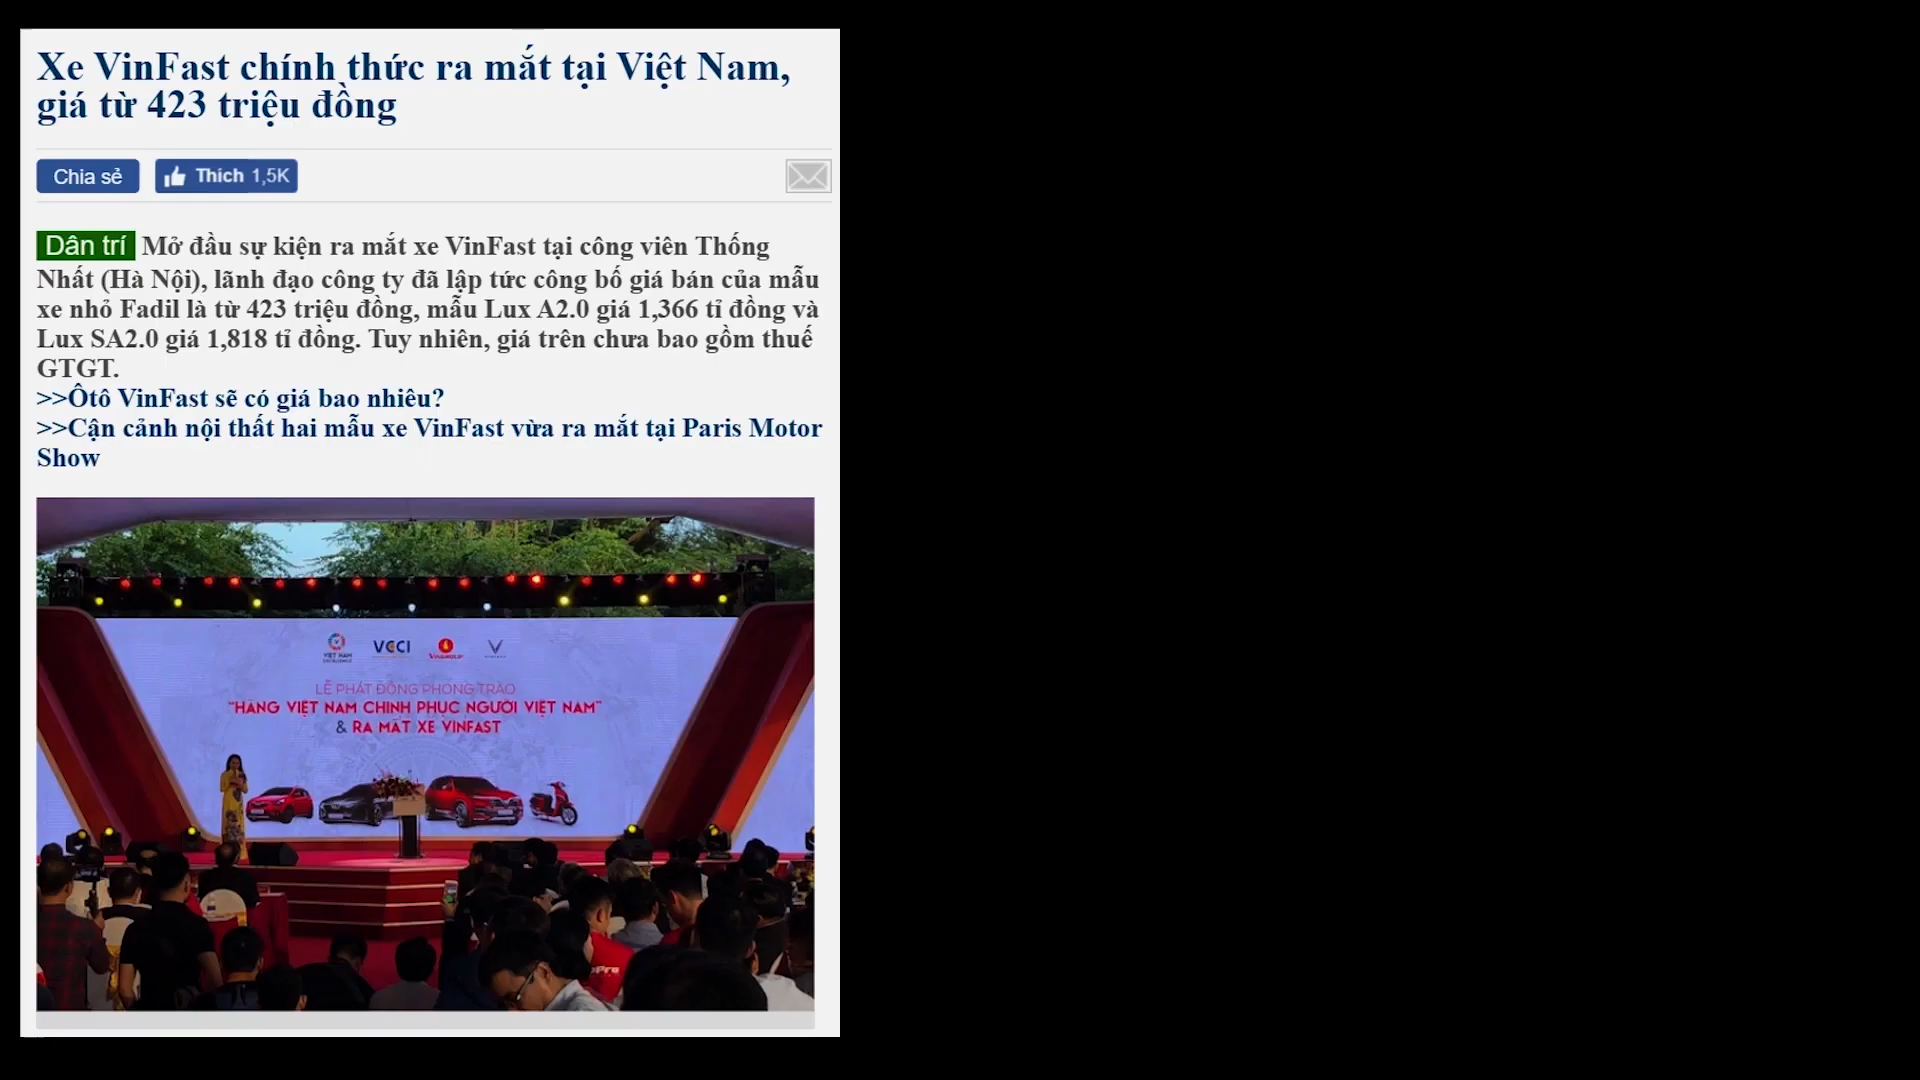 Xe VinFast chính thức ra mắt tại Việt Nam,
giá từ 423 triệu đồng
Chia sẻ
Thích 1,5K
Dân trí Mở đầu sự kiện ra mắt xe VinFast tại công viên Thống
Nhất (Hà Nội), lãnh đạo công ty đã lập tức công bố giá bán của mẫu
xe nhỏ Fadil là từ 423 triệu đồng, mẫu Lux A2.0 giá 1,366 tỉ đồng và
Lux SA2.0 giá 1,818 tỉ đồng. Tuy nhiên, giá trên chưa bao gồm thuế
GTGT.
>>Ôtô VinFast sẽ có giá bao nhiêu?
>>Cận cảnh nội thất hai mẫu xe VinFast vừa ra mắt tại Paris Motor
Show
VIET NAM
VCCI
VINGROUP
LỄ PHÁT ĐỘNG PHONG TRÀO
"HÀNG VIỆT NAM CHINH PHỤC NGƯỜI VIỆT NAM"
& RA MẮT XE VINFAST